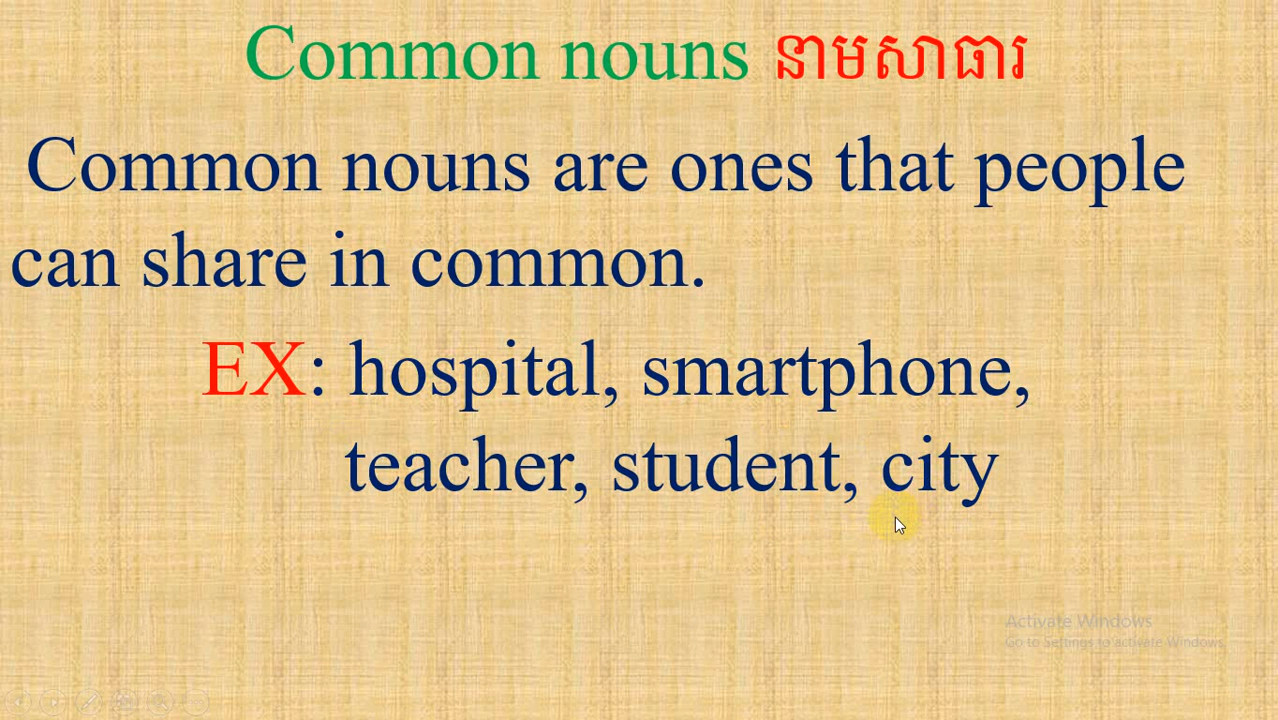 Common nouns នាមសាធារ
Common nouns are ones that people
can share in common.
EX: hospital, smartphone,
teacher, student, city
Activate Windows
Go to Settings to activate Windows.